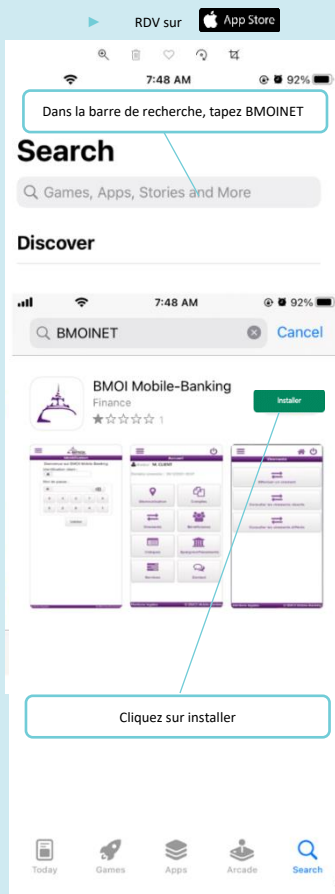 RDV sur App Store
7:48 AM 92%
Dans la barre de recherche, tapez BMOINET
Search
Games, Apps, Stories and More
Discover
7:48 AM 92%
BMOINET Cancel
BMOI Mobile-Banking
Finance
1
Installer
Cliquez sur installer
Today Games Apps Arcade Search